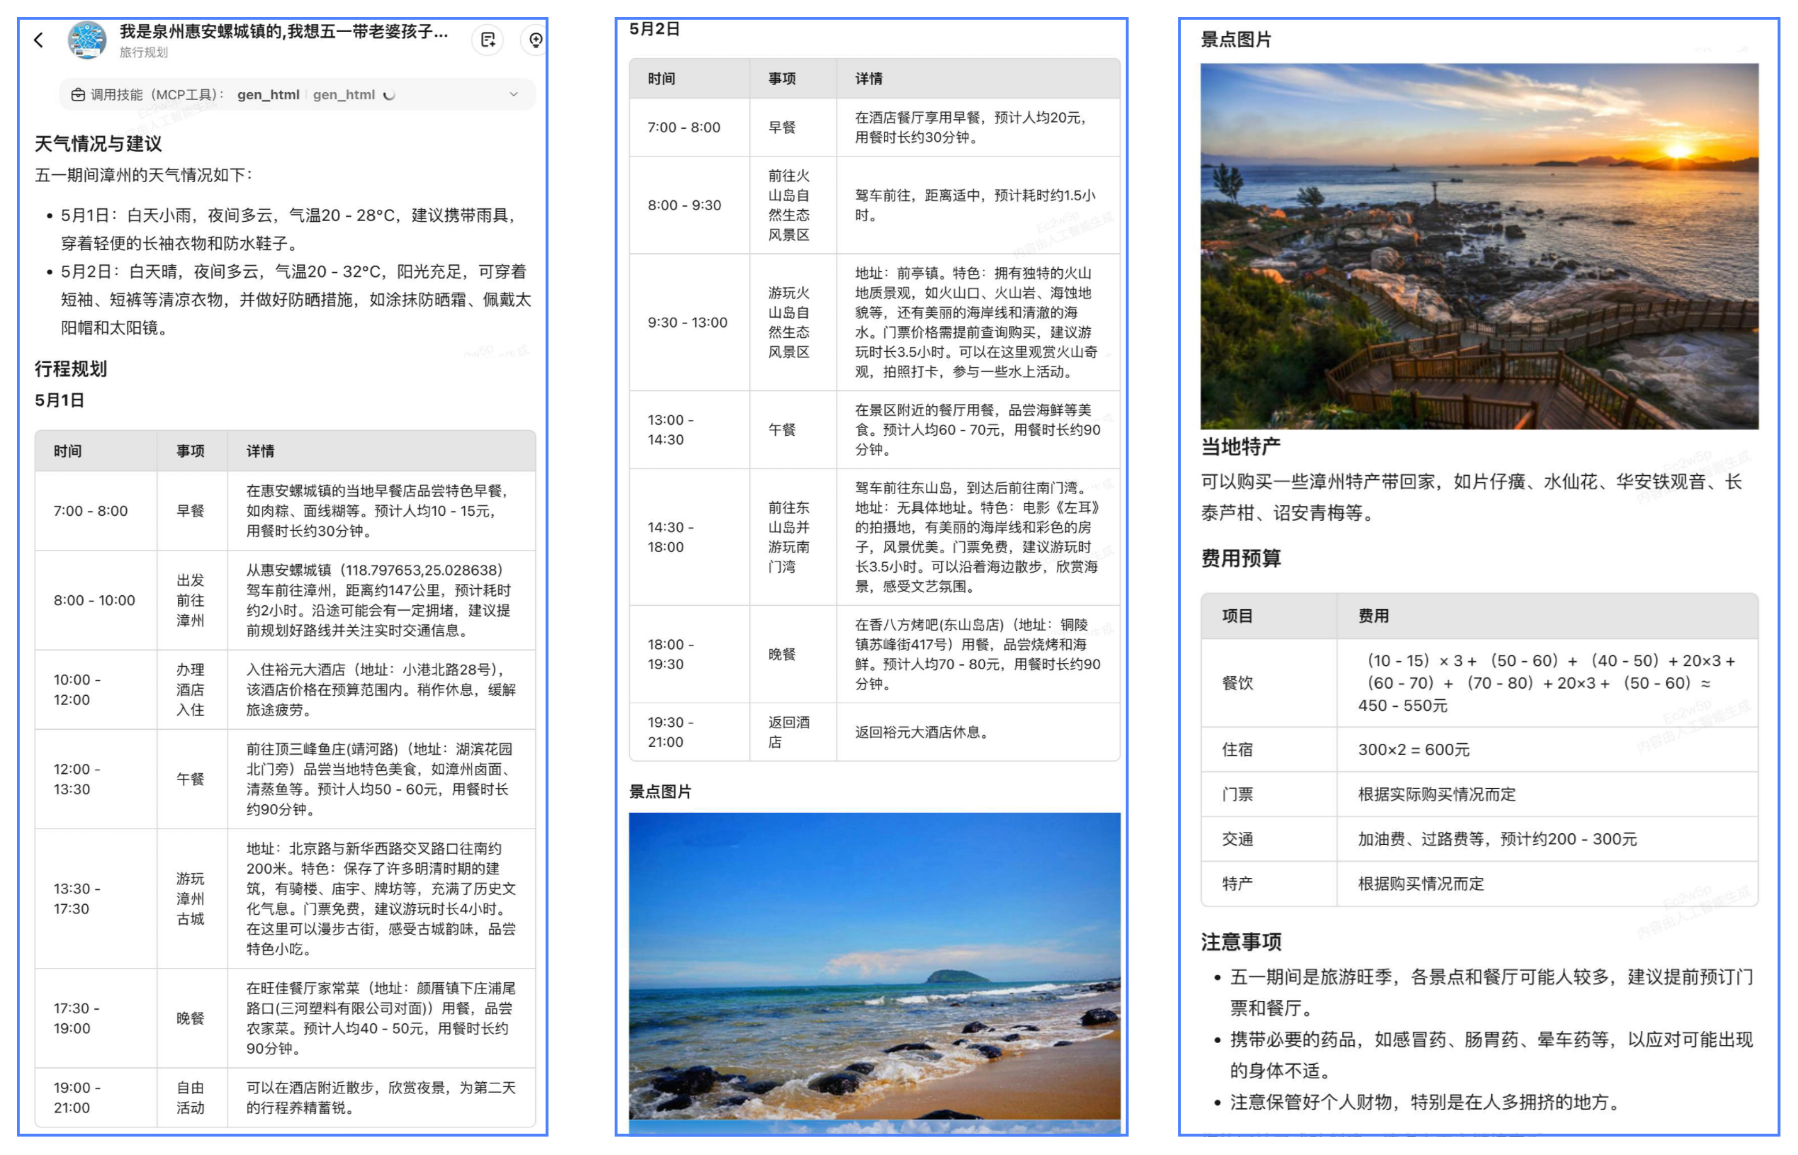 我是泉州惠安螺城镇的,我想五一带老婆孩子...
旅行规划
调用技能（MCP工具）： gen_html gen_html
天气情况与建议
五一期间漳州的天气情况如下：
• 5月1日：白天小雨，夜间多云，气温20 - 28°C，建议携带雨具，
穿着轻便的长袖衣物和防水鞋子。
• 5月2日：白天晴，夜间多云，气温20 - 32°C，阳光充足，可穿着
短袖、短裤等清凉衣物，并做好防晒措施，如涂抹防晒霜、佩戴太
阳帽和太阳镜。
行程规划
5月1日
时间 事项 详情
7:00 - 8:00 早餐 在惠安螺城镇的当地早餐店品尝特色早餐，
如肉粽、面线糊等。预计人均10 - 15元，
用餐时长约30分钟。
8:00 - 10:00 出发
前往
漳州
从惠安螺城镇（118.797653,25.028638）
驾车前往漳州，距离约147公里，预计耗时
约2小时。沿途可能会有一定拥堵，建议提
前规划好路线并关注实时交通信息。
10:00 -
12:00
办理
酒店
入住
入住裕元大酒店（地址：小港北路28号），
该酒店价格在预算范围内。稍作休息，缓解
旅途疲劳。
12:00 -
13:30
午餐
前往顶三峰鱼庄(靖河路)（地址：湖滨花园
北门旁）品尝当地特色美食，如漳州卤面、
清蒸鱼等。预计人均50 - 60元，用餐时长
约90分钟。
13:30 -
17:30
游玩
漳州
古城
地址：北京路与新华西路交叉路口往南约
200米。特色：保存了许多明清时期的建
筑，有骑楼、庙宇、牌坊等，充满了历史文
化气息。门票免费，建议游玩时长4小时。
在这里可以漫步古街，感受古城韵味，品尝
特色小吃。
17:30 -
19:00
晚餐
在旺佳餐厅家常菜（地址：颜厝镇下庄浦尾
路口(三河塑料有限公司对面)）用餐，品尝
农家菜。预计人均40 - 50元，用餐时长约
90分钟。
19:00 -
21:00
自由
活动
可以在酒店附近散步，欣赏夜景，为第二天
的行程养精蓄锐。
5月2日
时间 事项 详情
7:00 - 8:00 早餐 在酒店餐厅享用早餐，预计人均20元，
用餐时长约30分钟。
8:00 - 9:30 前往火
山岛自
然生态
风景区
驾车前往，距离适中，预计耗时约1.5小
时。
9:30 - 13:00 游玩火
山岛自
然生态
风景区
地址：前亭镇。特色：拥有独特的火山
地质景观，如火山口、火山岩、海蚀地
貌等，还有美丽的海岸线和清澈的海
水。门票价格需提前查询购买，建议游
玩时长3.5小时。可以在这里观赏火山奇
观，拍照打卡，参与一些水上活动。
13:00 -
14:30
午餐
在景区附近的餐厅用餐，品尝海鲜等美
食。预计人均60 - 70元，用餐时长约90
分钟。
14:30 -
18:00
前往东
山岛并
游玩南
门湾
驾车前往东山岛，到达后前往南门湾。
地址：无具体地址。特色：电影《左耳》
的拍摄地，有美丽的海岸线和彩色的房
子，风景优美。门票免费，建议游玩时
长3.5小时。可以沿着海边散步，欣赏海
景，感受文艺氛围。
18:00 -
19:30
晚餐
在香八方烤吧(东山岛店)（地址：铜陵
镇苏峰街417号）用餐，品尝烧烤和海
鲜。预计人均70 - 80元，用餐时长约90
分钟。
19:30 -
21:00
返回酒
店
返回裕元大酒店休息。
景点图片
景点图片
当地特产
可以购买一些漳州特产带回家，如片仔癀、水仙花、华安铁观音、长
泰芦柑、诏安青梅等。
费用预算
项目 费用
餐饮 （10 - 15）× 3 + （50 - 60）+ （40 - 50）+ 20×3 +
（60 - 70）+ （70 - 80）+ 20×3 + （50 - 60）≈
450 - 550元
住宿 300×2 = 600元
门票 根据实际购买情况而定
交通 加油费、过路费等，预计约200 - 300元
特产 根据购买情况而定
注意事项
• 五一期间是旅游旺季，各景点和餐厅可能人较多，建议提前预订门
票和餐厅。
• 携带必要的药品，如感冒药、肠胃药、晕车药等，以应对可能出现
的身体不适。
• 注意保管好个人财物，特别是在人多拥挤的地方。